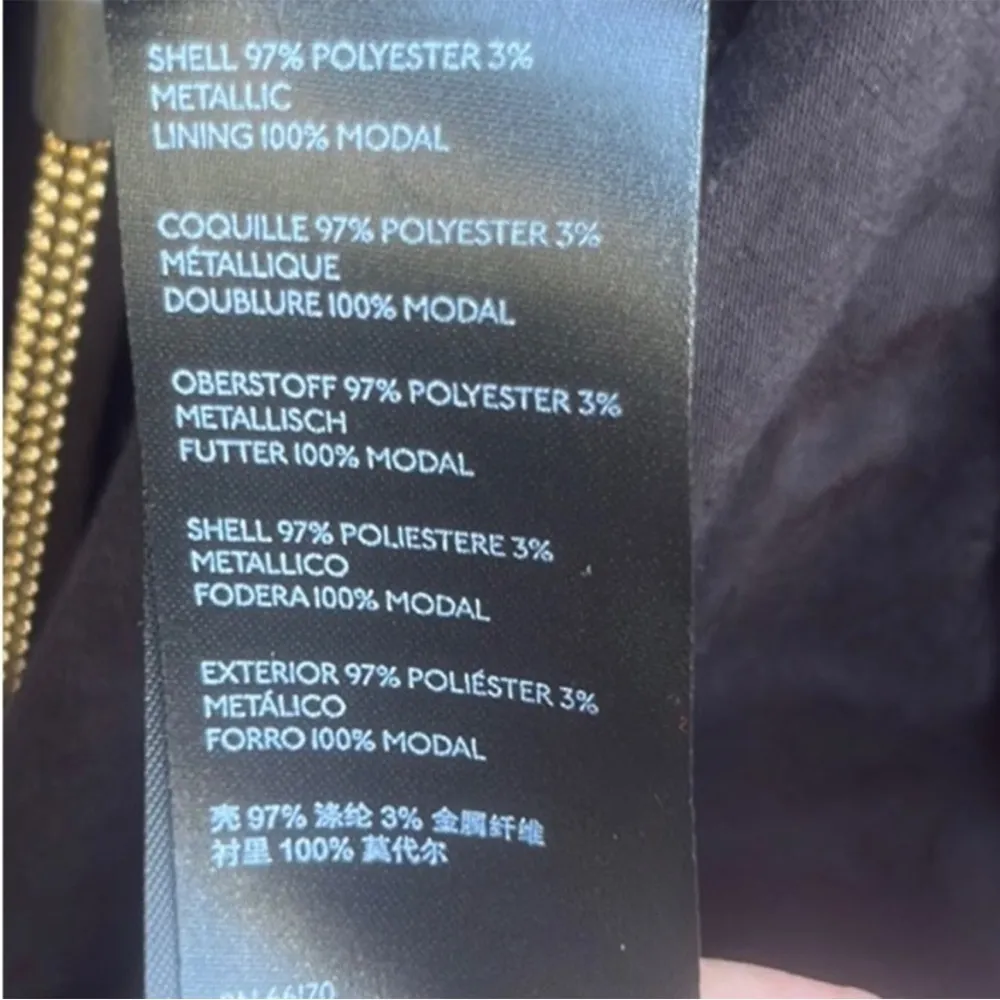 SHELL 97% POLYESTER 3%
METALLIC
LINING 100% MODAL
COQUILLE 97% POLYESTER 3%
MÉTALLIQUE
DOUBLURE 100% MODAL
OBERSTOFF 97% POLYESTER 3%
METALLISCH
FUTTER 100% MODAL
SHELL 97% POLIESTERE 3%
METALLICO
FODERA 100% MODAL
EXTERIOR 97% POLIÉSTER 3%
METÁLICO
FORRO 100% MODAL
壳 97% 涤纶 3% 金属纤维
衬里 100% 莫代尔